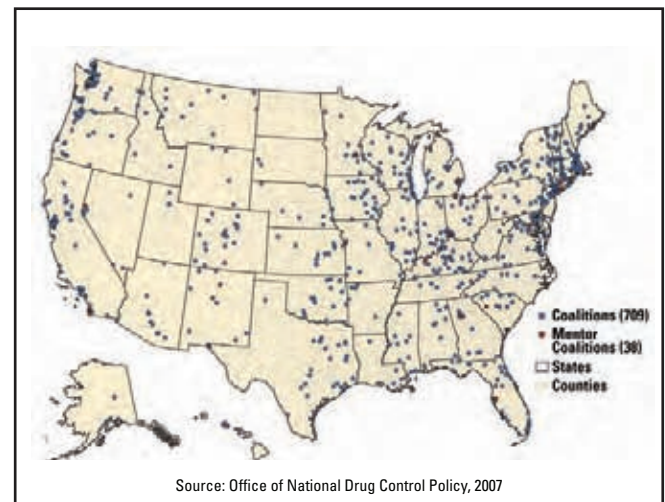 Coalitions (709)
Mentor
Coalitions (38)
States
Counties
Source: Office of National Drug Control Policy, 2007